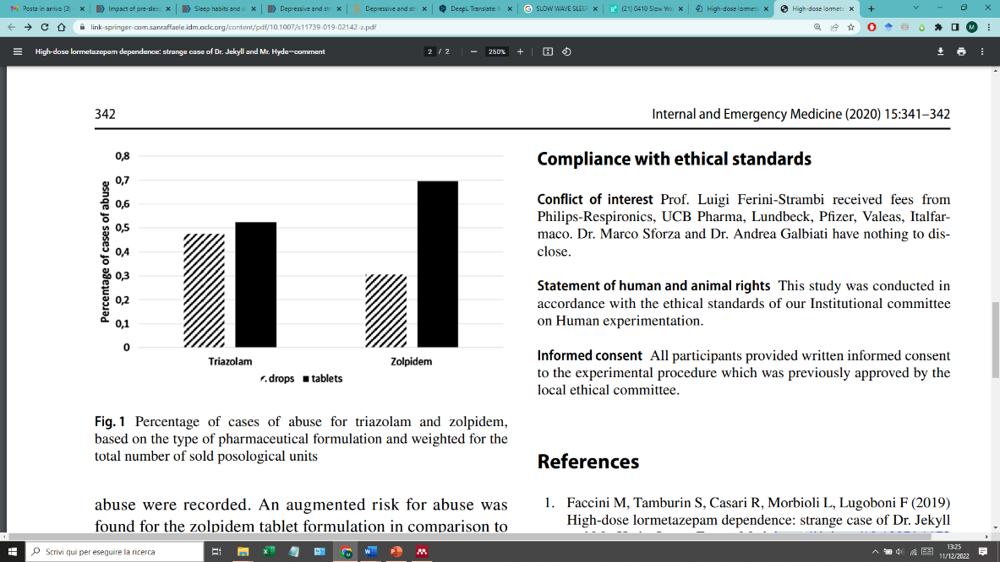 Posta in arrivo (3) -
Impact of pre-sleep
Sleep habits and
Depressive and str
Depressive and str
DeepL Translate: I
SLOW WAVE SLEEP
(21) 0410 Slow Wa
High-dose lormeta
High-dose lormeta
link-springer-com.sanraffaele.idm.oclc.org/content/pdf/10.1007/s11739-019-02142-z.pdf
High-dose lormetazepam dependence: strange case of Dr. Jekyll and Mr. Hyde—comment
2 / 2
250%
342
Internal and Emergency Medicine (2020) 15:341–342
Percentage of cases of abuse
0,8
0,7
0,6
0,5
0,4
0,3
0,2
0,1
0
Triazolam
Zolpidem
drops tablets
Fig. 1 Percentage of cases of abuse for triazolam and zolpidem,
based on the type of pharmaceutical formulation and weighted for the
total number of sold posological units
abuse were recorded. An augmented risk for abuse was
found for the zolpidem tablet formulation in comparison to
Compliance with ethical standards
Conflict of interest Prof. Luigi Ferini-Strambi received fees from
Philips-Respironics, UCB Pharma, Lundbeck, Pfizer, Valeas, Italfar-
maco. Dr. Marco Sforza and Dr. Andrea Galbiati have nothing to dis-
close.
Statement of human and animal rights This study was conducted in
accordance with the ethical standards of our Institutional committee
on Human experimentation.
Informed consent All participants provided written informed consent
to the experimental procedure which was previously approved by the
local ethical committee.
References
1. Faccini M, Tamburin S, Casari R, Morbioli L, Lugoboni F (2019)
High-dose lormetazepam dependence: strange case of Dr. Jekyll
Scrivi qui per eseguire la ricerca
13:25
11/12/2022